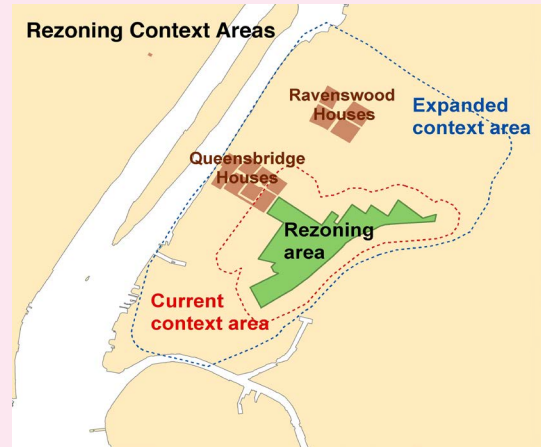 Rezoning Context Areas
Ravenswood
Houses
Expanded
context area
Queensbridge
Houses
Rezoning
area
Current
context area